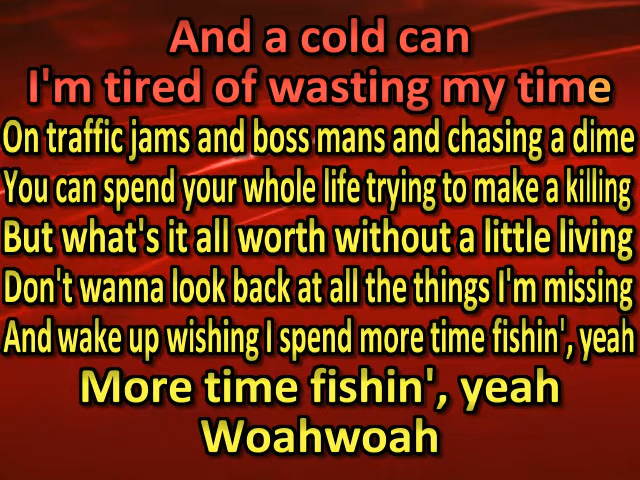 And a cold can
I'm tired of wasting my time
On traffic jams and boss mans and chasing a dime
You can spend your whole life trying to make a killing
But what's it all worth without a little living
Don't wanna look back at all the things I'm missing
And wake up wishing I spend more time fishin', yeah
More time fishin', yeah
Woahwoah